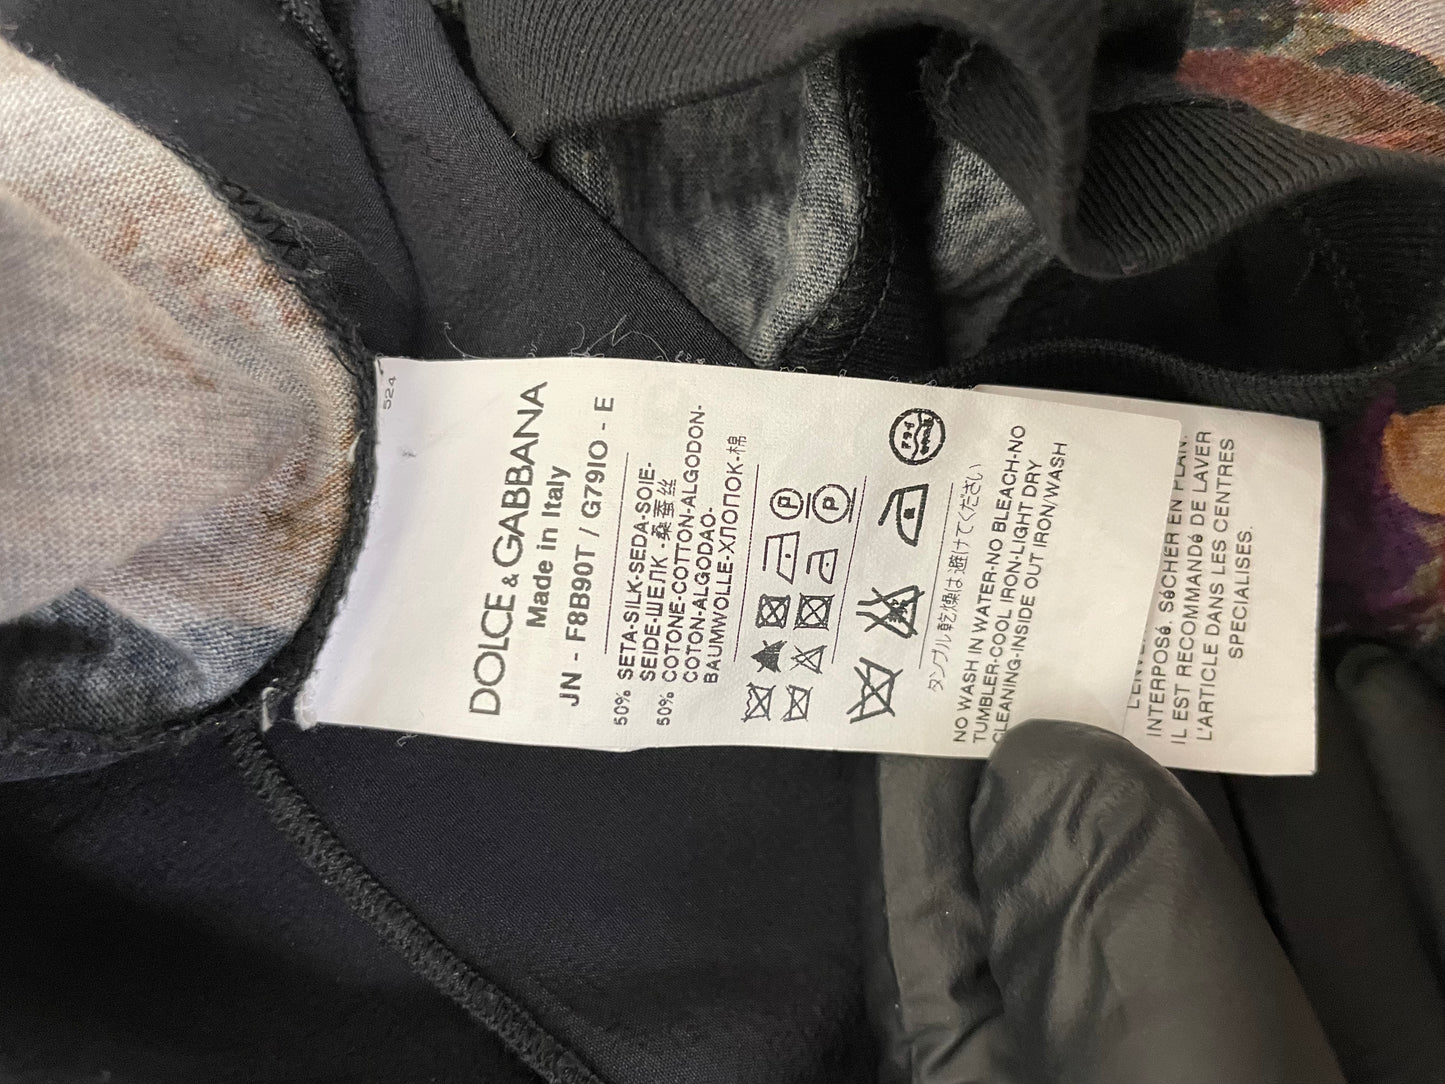 524
DOLCE & GABBANA
Made in Italy
JN - F8B90T / G79IO - E
50% SETA-SILK-SEDA-SOIE-
SEIDE-ШЕЛК -桑蚕丝
50% COTONE-COTTON-ALGODON-
COTON-ALGODAO-
BAUMWOLLE-ХЛОПОК-棉
P
P
ドライ
タンブル乾燥は避けてください
NO WASH IN WATER-NO BLEACH-NO
TUMBLER-COOL IRON-LIGHT DRY
CLEANING-INSIDE OUT IRON/WASH
INTERPOSé. SéCHER EN PLAN.
IL EST RECOMMANDé DE LAVER
L'ARTICLE DANS LES CENTRES
SPECIALISES.